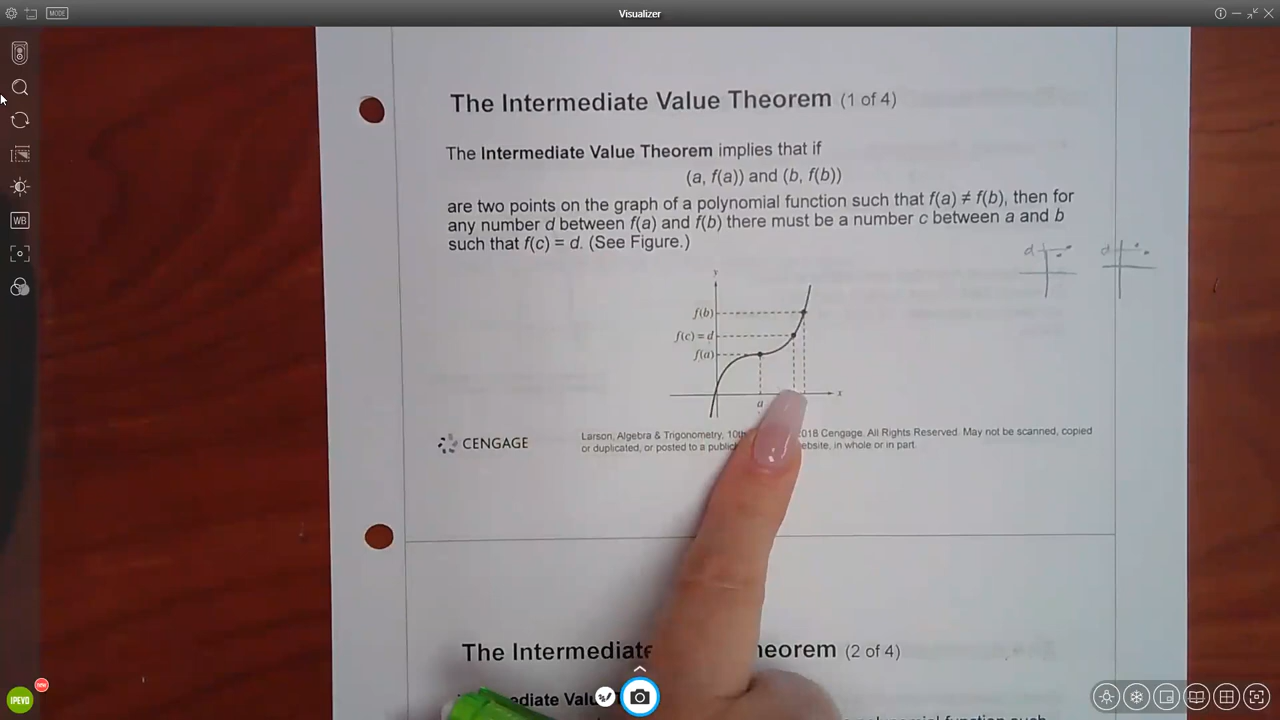 MODE
Visualizer
The Intermediate Value Theorem (1 of 4)
The Intermediate Value Theorem implies that if
(a, f(a)) and (b, f(b))
are two points on the graph of a polynomial function such that f(a) ≠ f(b), then for
any number d between f(a) and f(b) there must be a number c between a and b
such that f(c) = d. (See Figure.)
d d
y
f(b)
f(c) = d
f(a)
x
a
CENGAGE
Larson, Algebra & Trigonometry, 10th 2018 Cengage. All Rights Reserved. May not be scanned, copied
or duplicated, or posted to a public ebsite, in whole or in part.
WB
The Intermediate eorem (2 of 4)
ediate Valu
IPEVO
new